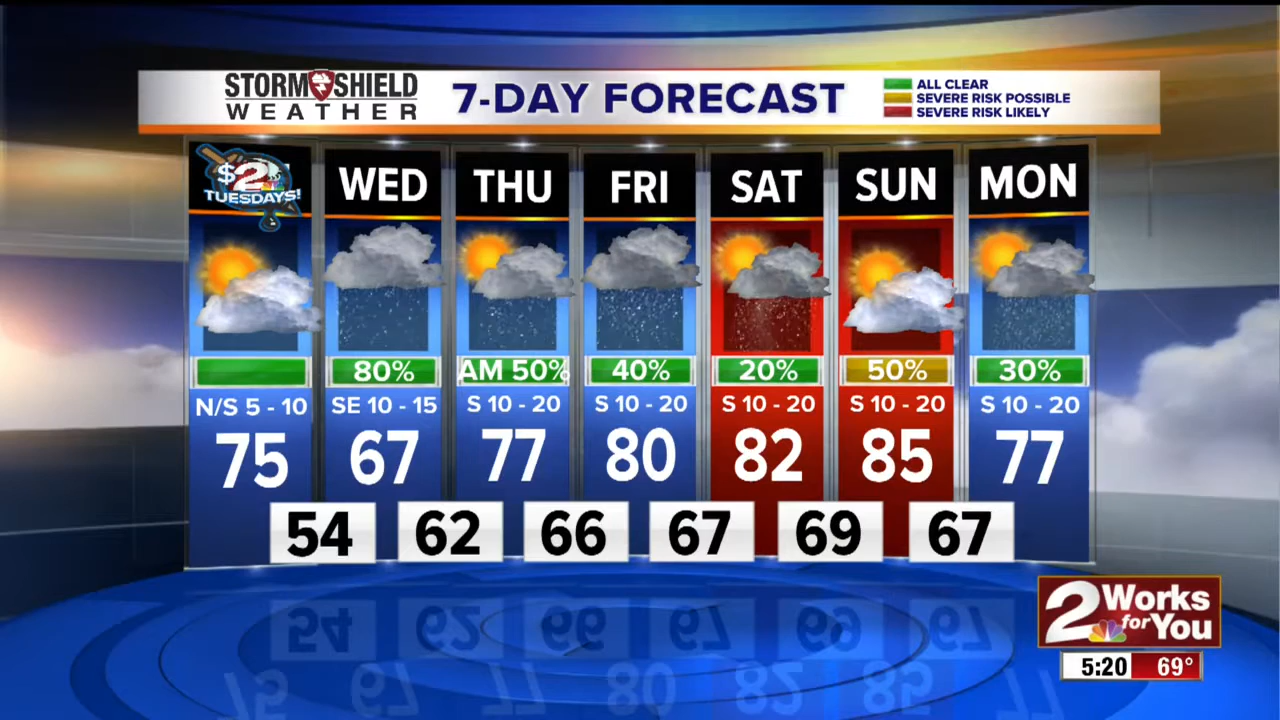 STORM SHIELD
WEATHER
7-DAY FORECAST
ALL CLEAR
SEVERE RISK POSSIBLE
SEVERE RISK LIKELY
$2 TUESDAYS!
WED
THU
FRI
SAT
SUN
MON
80%
AM 50%
40%
20%
50%
30%
N/S 5 - 10
SE 10 - 15
S 10 - 20
S 10 - 20
S 10 - 20
S 10 - 20
S 10 - 20
75
67
77
80
82
85
77
54
62
66
67
69
67
2 Works for You
5:20
69°